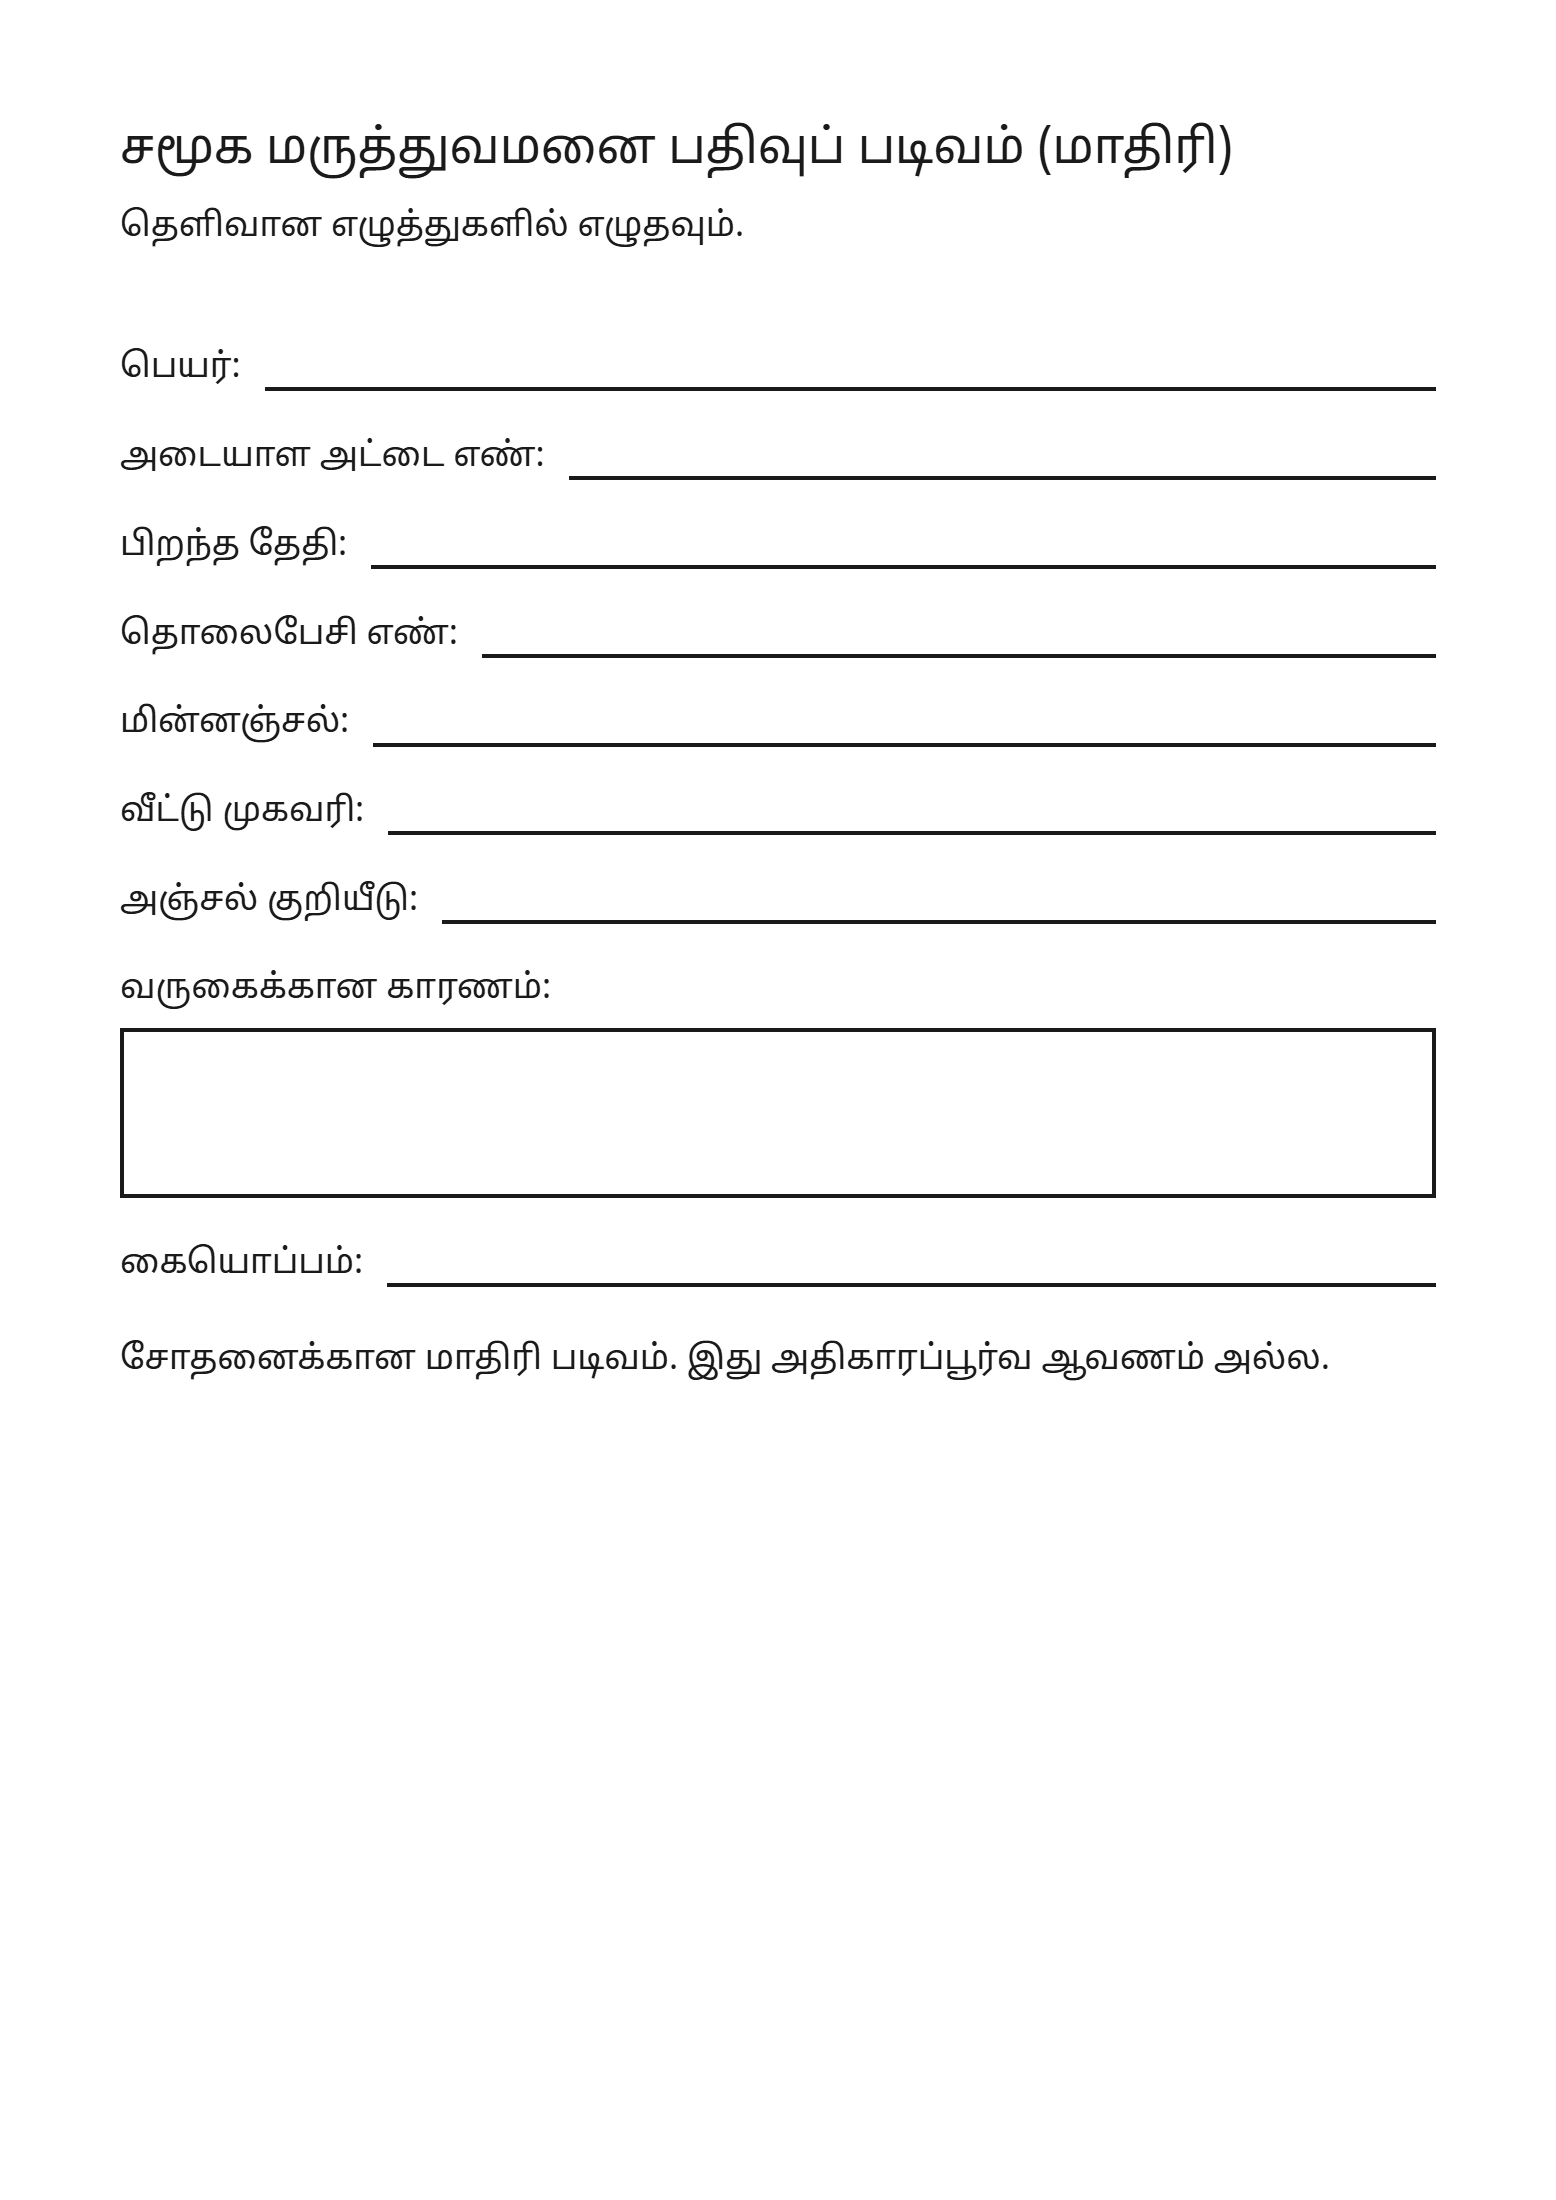 சமூக மருத்துவமனை பதிவுப் படிவம் (மாதிரி)
தெளிவான எழுத்துகளில் எழுதவும்.
பெயர்:
அடையாள அட்டை எண்:
பிறந்த தேதி:
தொலைபேசி எண்:
மின்னஞ்சல்:
வீட்டு முகவரி:
அஞ்சல் குறியீடு:
வருகைக்கான காரணம்:
கையொப்பம்:
சோதனைக்கான மாதிரி படிவம். இது அதிகாரப்பூர்வ ஆவணம் அல்ல.